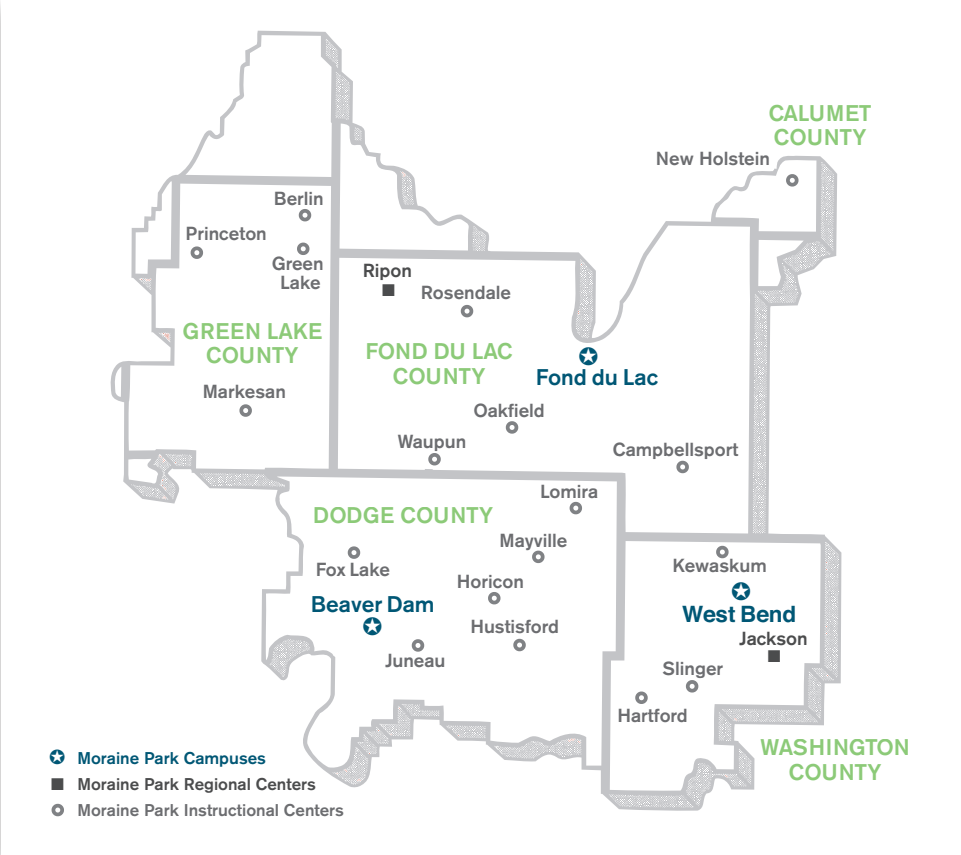 CALUMET
COUNTY
New Holstein
Berlin
Princeton
Green
Lake
Ripon
Rosendale
GREEN LAKE
COUNTY
FOND DU LAC
COUNTY
Fond du Lac
Markesan
Oakfield
Waupun
Campbellsport
Lomira
DODGE COUNTY
Mayville
Fox Lake
Kewaskum
Horicon
Beaver Dam
West Bend
Hustisford
Jackson
Juneau
Slinger
Hartford
WASHINGTON
COUNTY
Moraine Park Campuses
Moraine Park Regional Centers
Moraine Park Instructional Centers